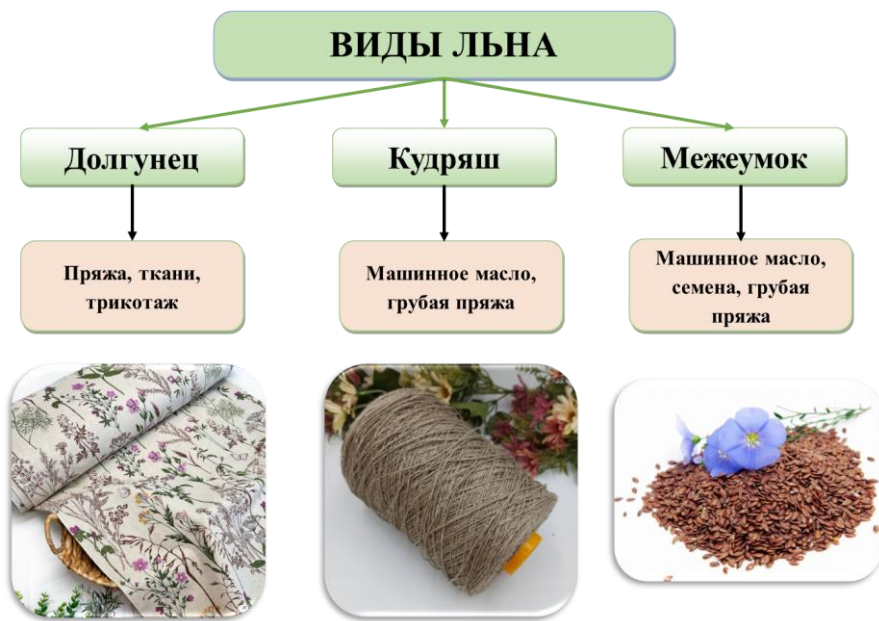 ВИДЫ ЛЬНА
Долгунец
Кудряш
Межеумок
Пряжа, ткани,
трикотаж
Машинное масло,
грубая пряжа
Машинное масло,
семена, грубая
пряжа